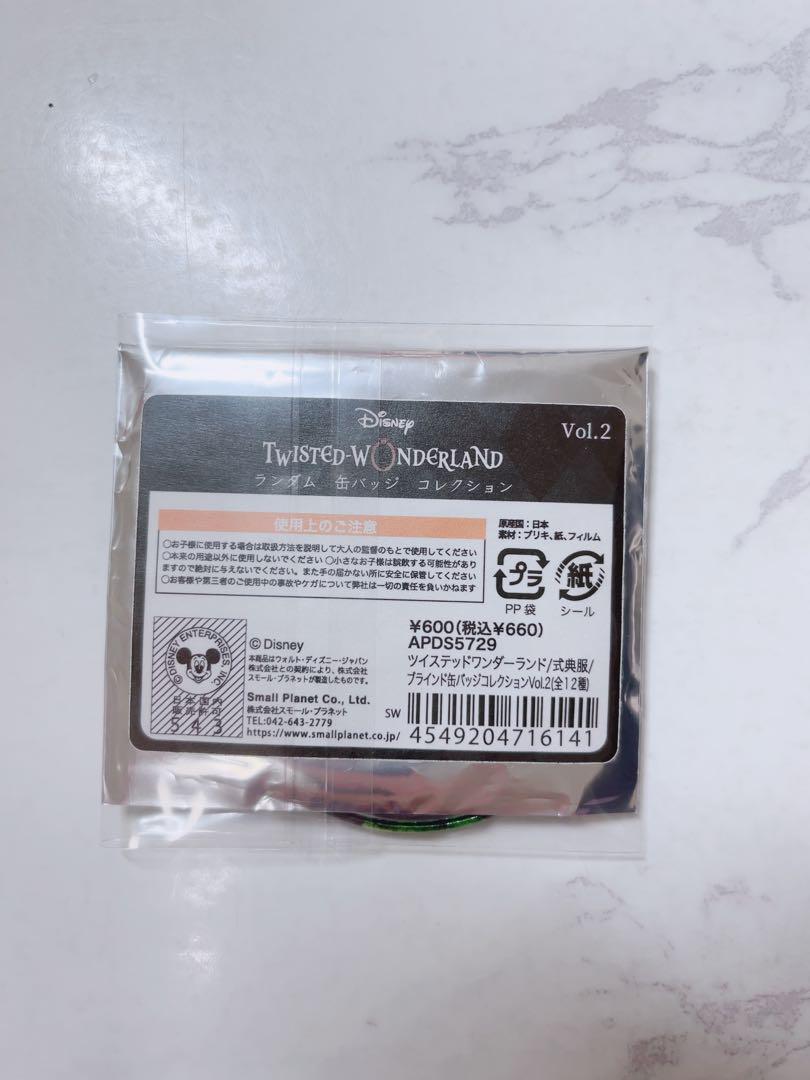 Disney
Vol.2
TWISTED-WONDERLAND
ランダム 缶バッジ コレクション
使用上のご注意
○お子様に使用する場合は取扱方法を説明して大人の監督のもとで使用してください
○本来の用途以外に使用しないでください ○小さなお子様は誤飲する可能性があり
ますので絶対に与えないでください。また手の届かない所に安全に保管してください
○お客様や第三者のご使用中の事故やケガについて弊社は一切の責任を負いかねます
原産国：日本
素材：ブリキ、紙、フィルム
プラ
紙
PP 袋
シール
¥600(税込¥660)
APDS5729
ツイステッドワンダーランド/式典服/
ブラインド缶バッジコレクションVol.2(全12種)
SW
4549204716141
© DISNEY ENTERPRISES, INC.
日本国内
販売許可
543
© Disney
本商品はウォルト・ディズニー・ジャパン
株式会社との契約により、株式会社
スモール・プラネットが製造したものです。
Small Planet Co., Ltd.
株式会社スモール・プラネット
TEL:042-643-2779
https://www.smallplanet.co.jp/